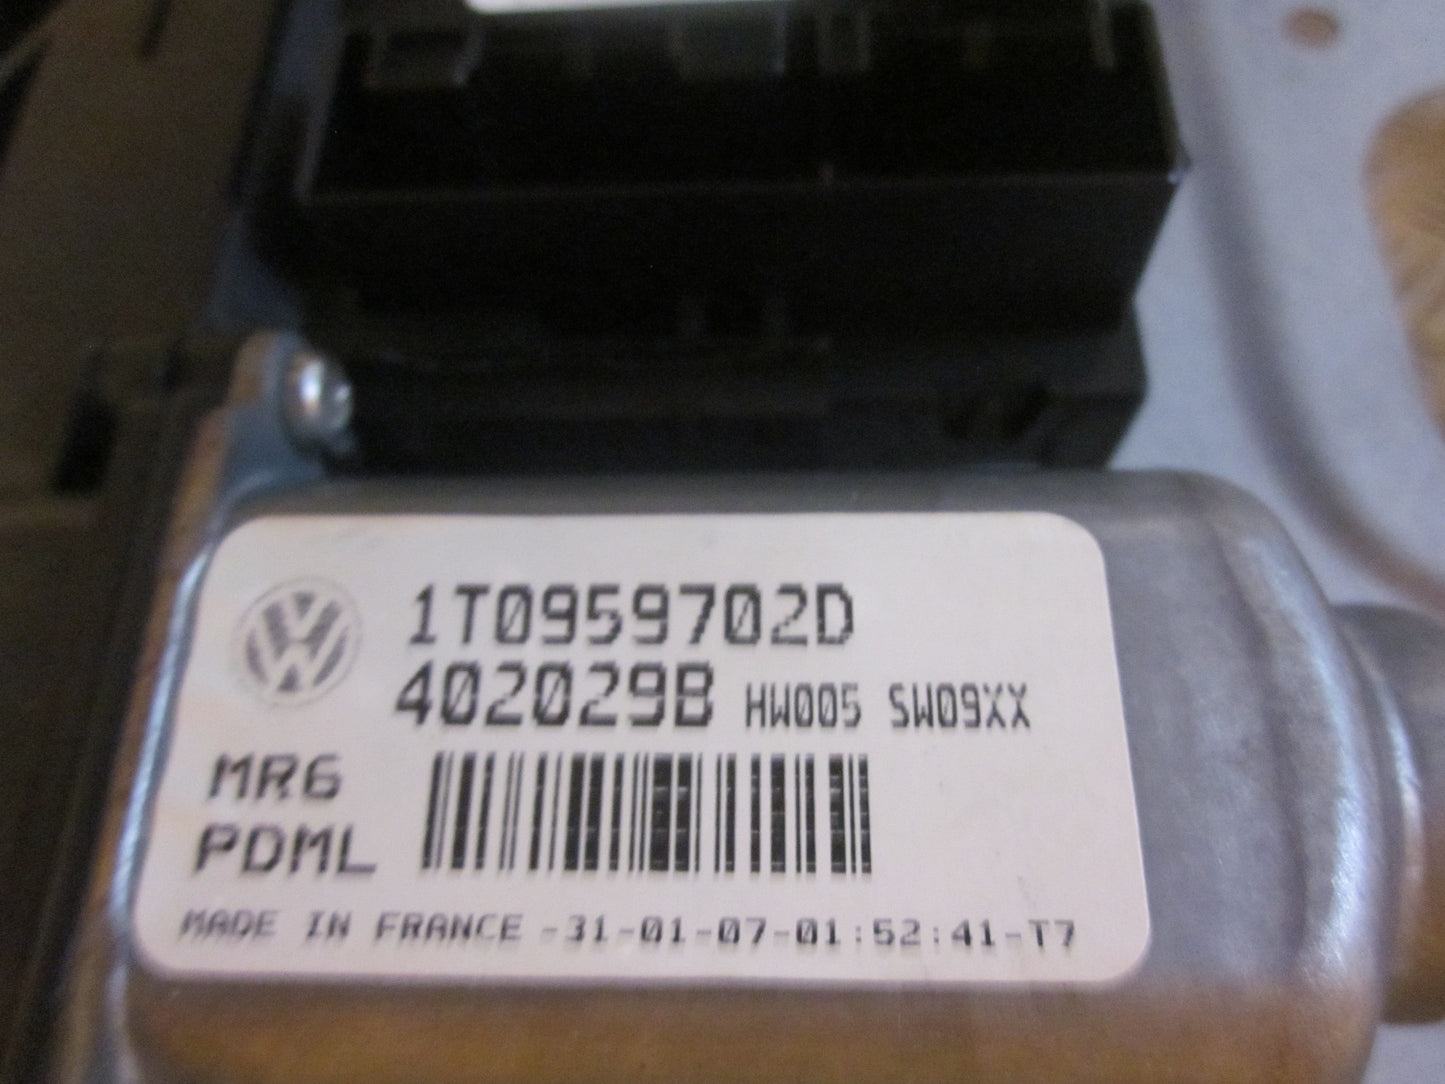 1T0959702D
402029B HW005 SW09XX
MR6
PDML
MADE IN FRANCE -31-01-07-01:52:41-T7